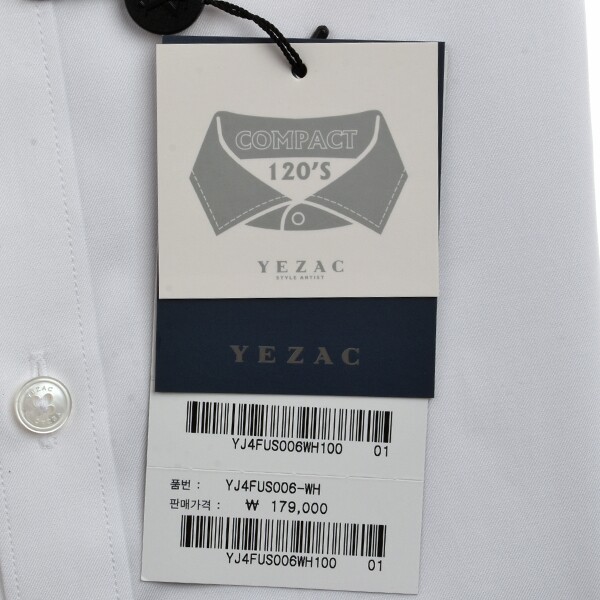 COMPACT
120'S
YEZAC
STYLE ARTIST
YEZAC
YEZAC
YJ4FUS006WH100 01
품번 : YJ4FUS006-WH
판매가격 : ₩ 179,000
YJ4FUS006WH100 01